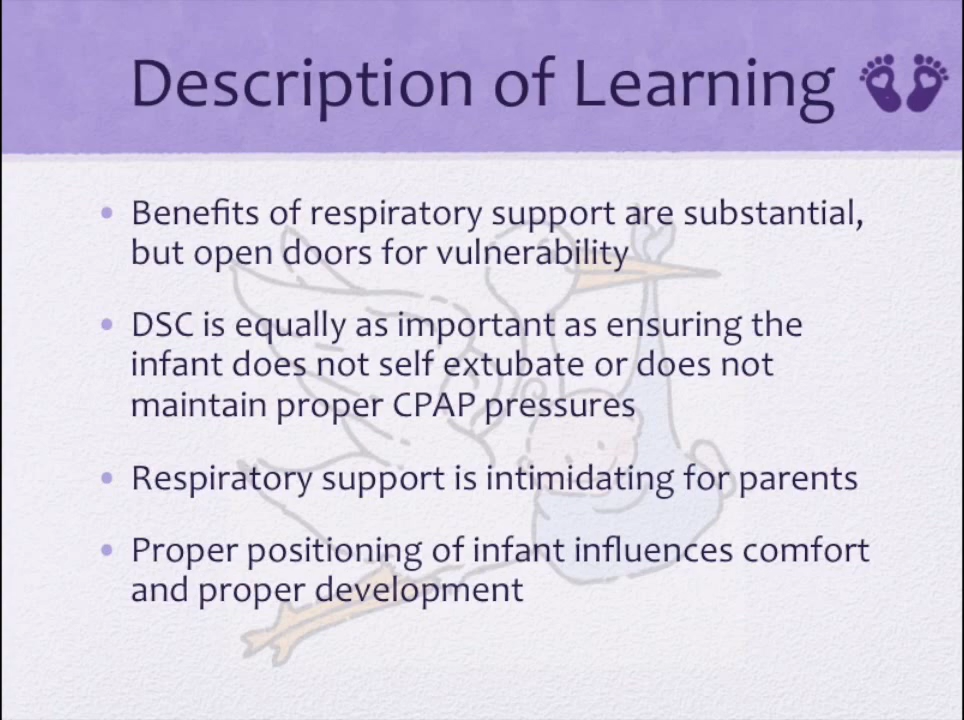 Description of Learning
• Benefits of respiratory support are substantial,
but open doors for vulnerability
• DSC is equally as important as ensuring the
infant does not self extubate or does not
maintain proper CPAP pressures
• Respiratory support is intimidating for parents
• Proper positioning of infant influences comfort
and proper development